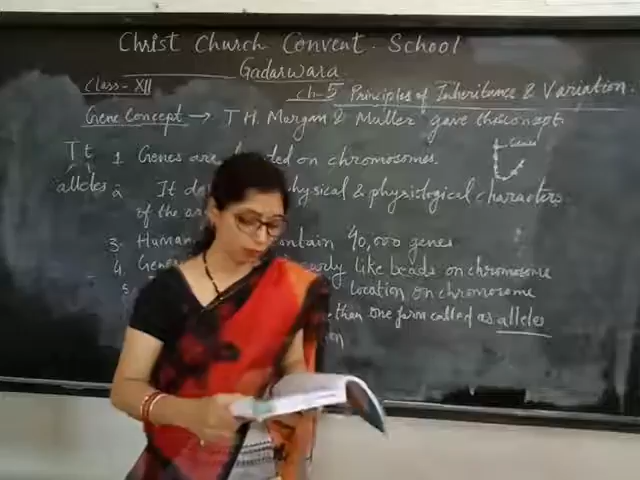 Christ Church Convent. School
Gadarwara
Class - XII
Ch-5 Principles of Inheritance & Variation.
Gene Concept → T H. Morgan & Muller gave the concept.
T t
alleles
Genes
1. Genes are on chromosomes.
2. It physical & physiological characters
of the
3. Human contain 40,000 genes
4. like beads on chromosome
5. location on chromosome
than one form called as alleles